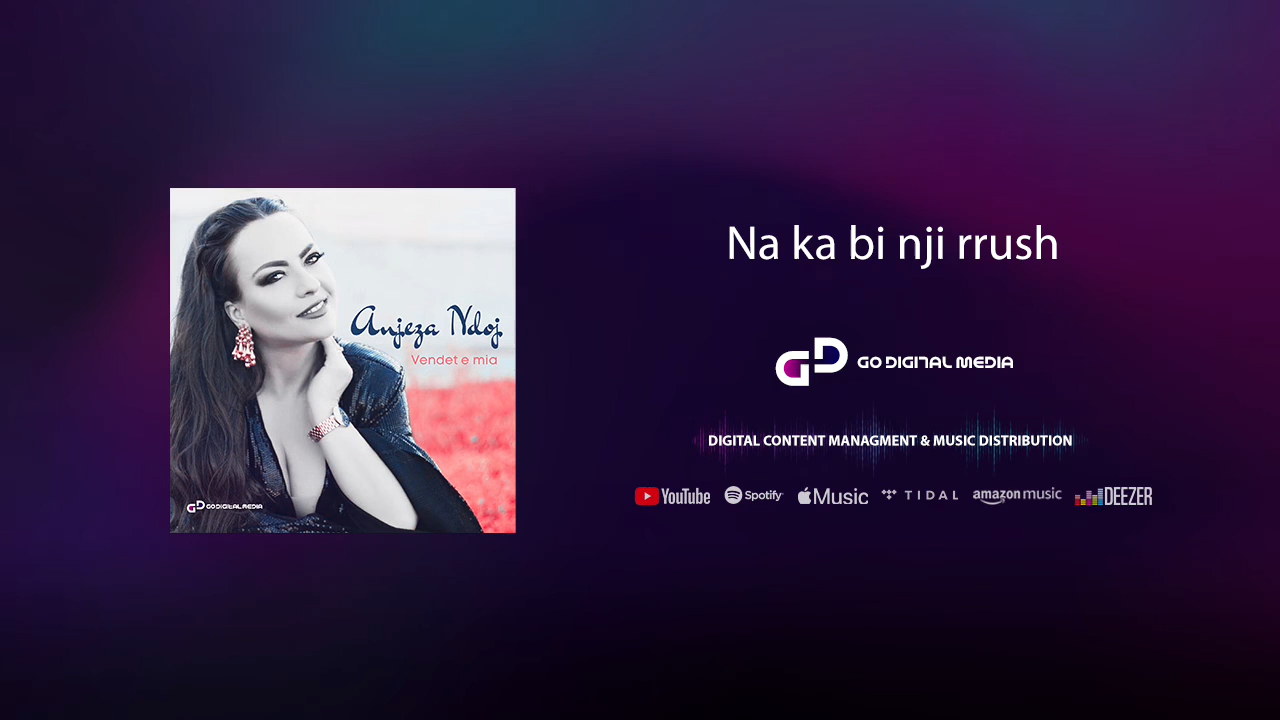 Anjeza Ndoj
Vendet e mia
GD GO DIGITAL MEDIA
Na ka bi nji rrush
GD GO DIGITAL MEDIA
DIGITAL CONTENT MANAGMENT & MUSIC DISTRIBUTION
YouTube Spotify Music TIDAL amazon music DEEZER